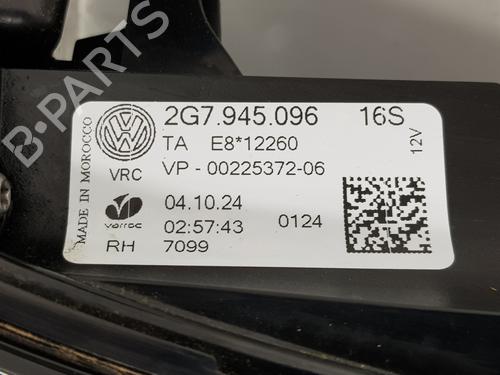 2G7.945.096 16S
TA E8*12260
VP - 00225372-06
VRC
04.10.24
02:57:43 0124
varroc
RH 7099
MADE IN MOROCCO
12V
B-PARTS